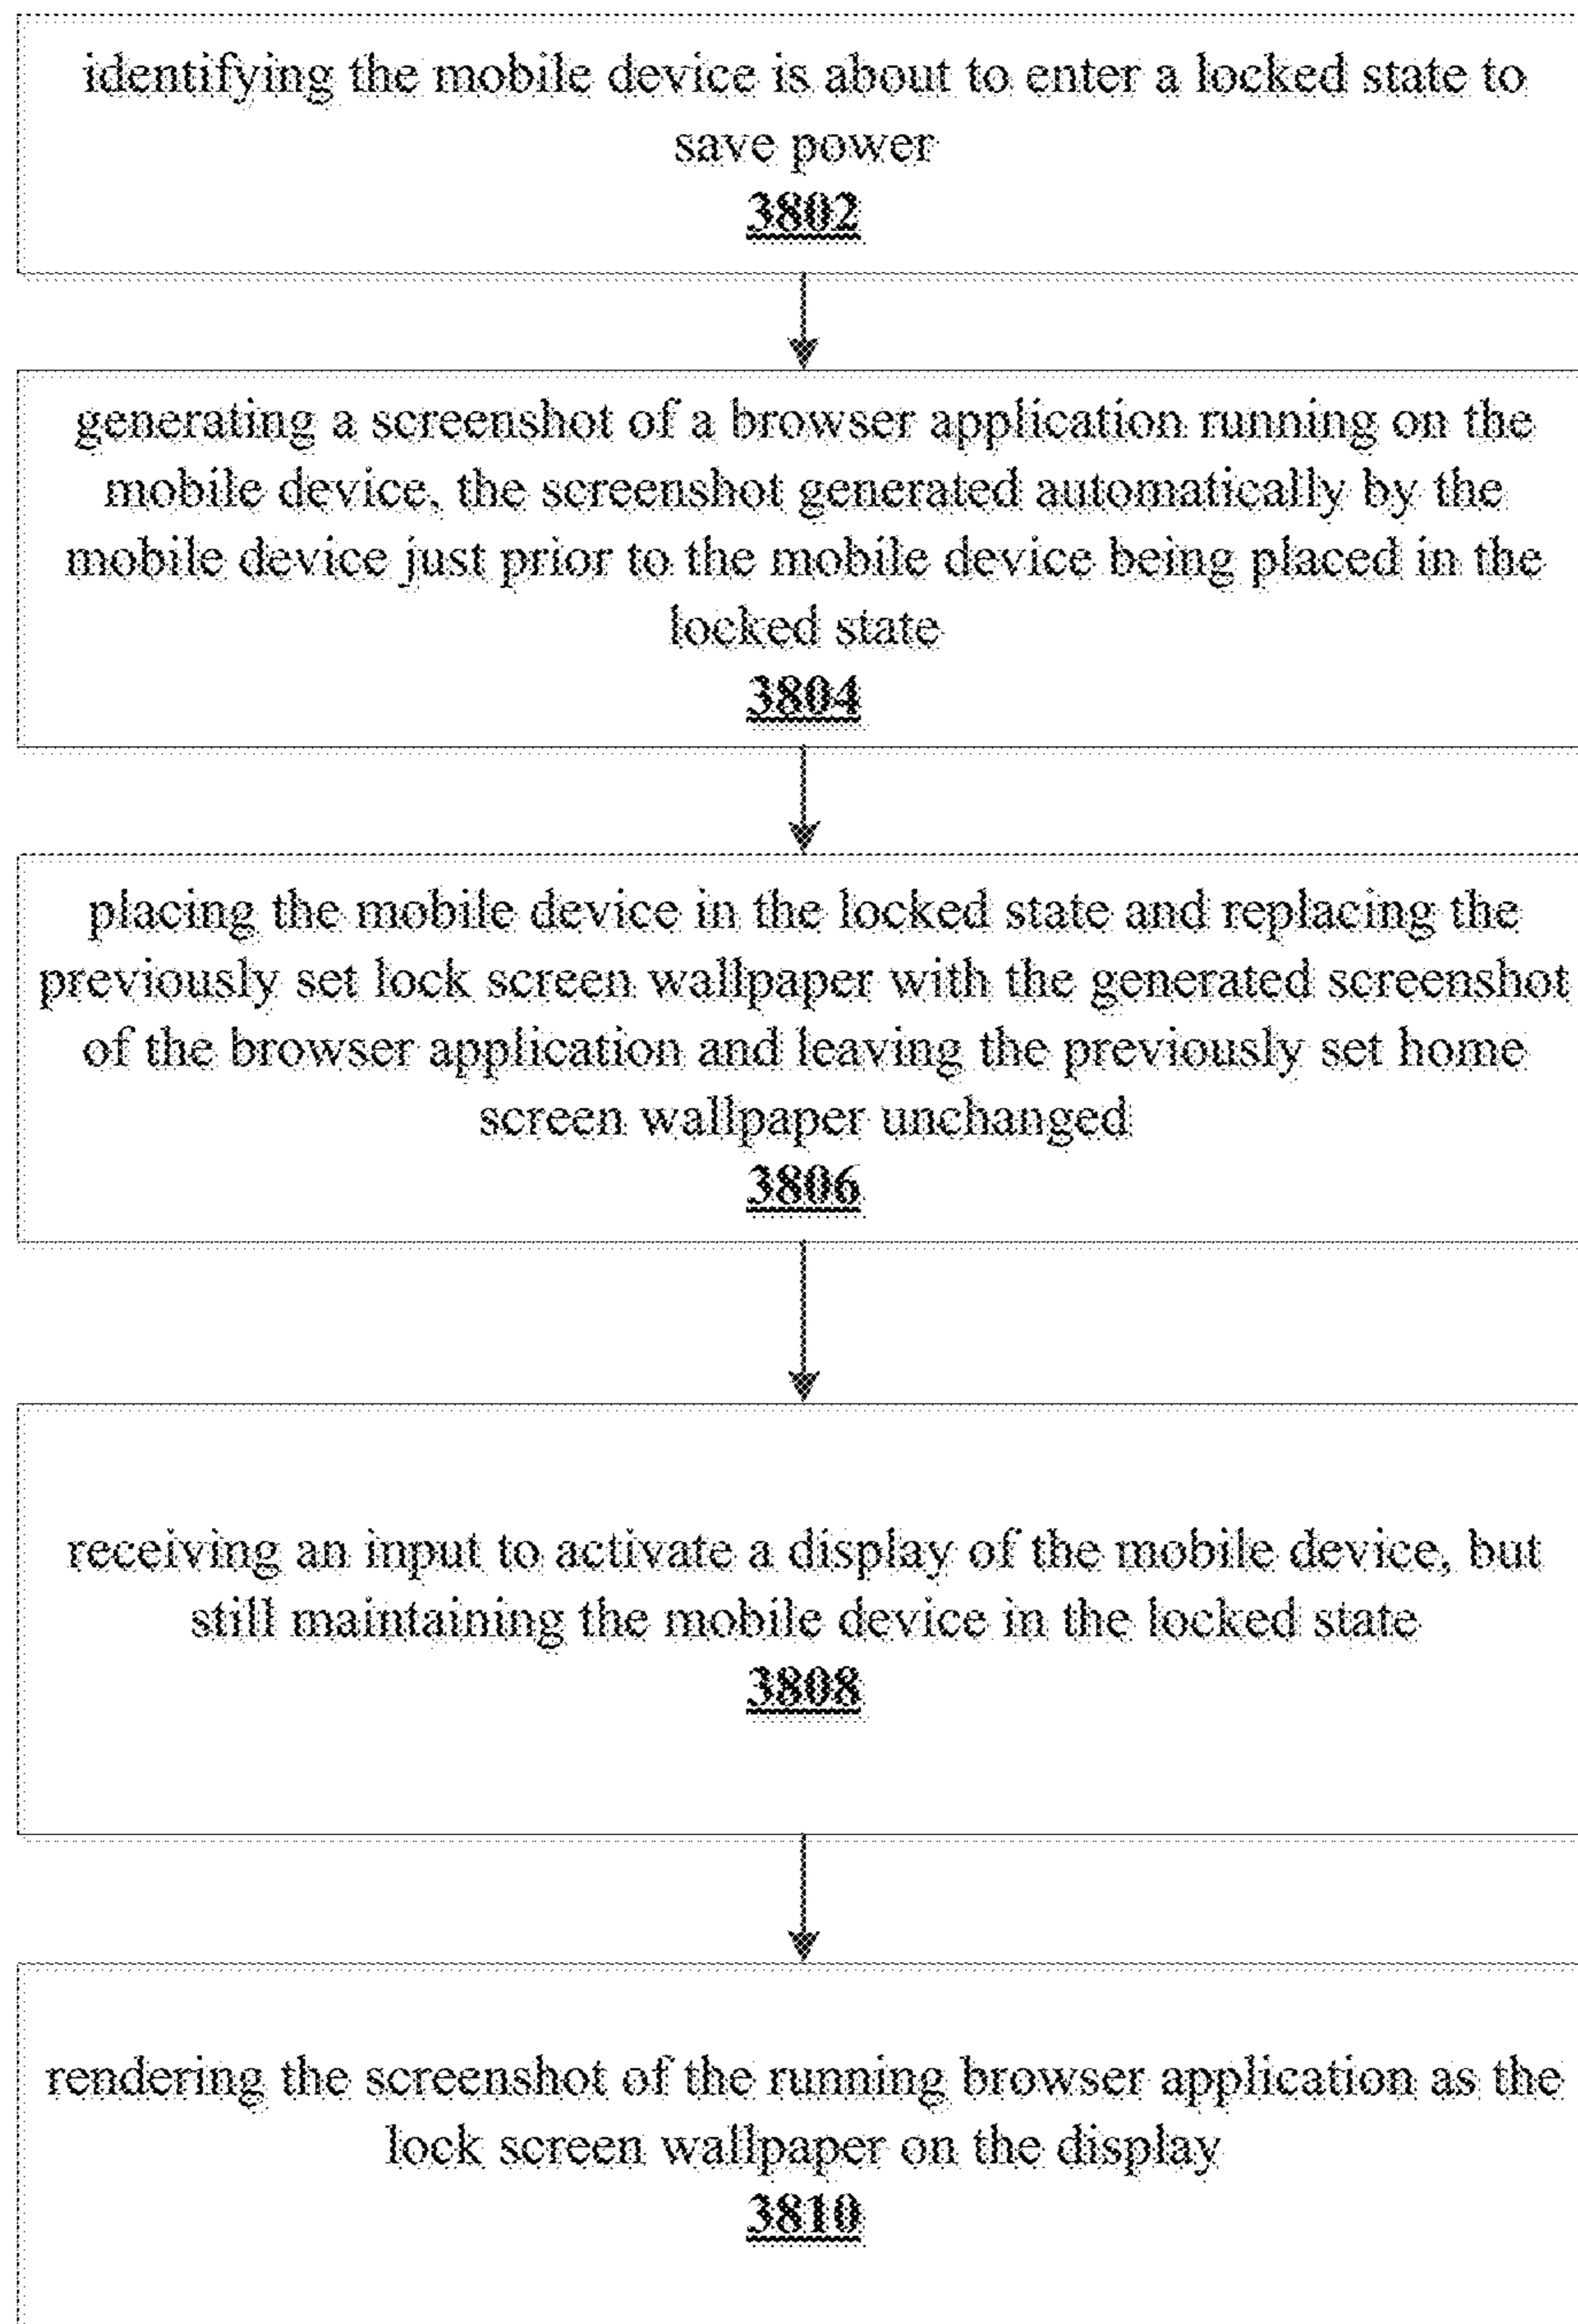 identifying the mobile device is about to enter a locked state to
save power
3802
generating a screenshot of a browser application running on the
mobile device, the screenshot generated automatically by the
mobile device just prior to the mobile device being placed in the
locked state
3804
placing the mobile device in the locked state and replacing the
previously set lock screen wallpaper with the generated screenshot
of the browser application and leaving the previously set home
screen wallpaper unchanged
3806
receiving an input to activate a display of the mobile device, but
still maintaining the mobile device in the locked state
3808
rendering the screenshot of the running browser application as the
lock screen wallpaper on the display
3810